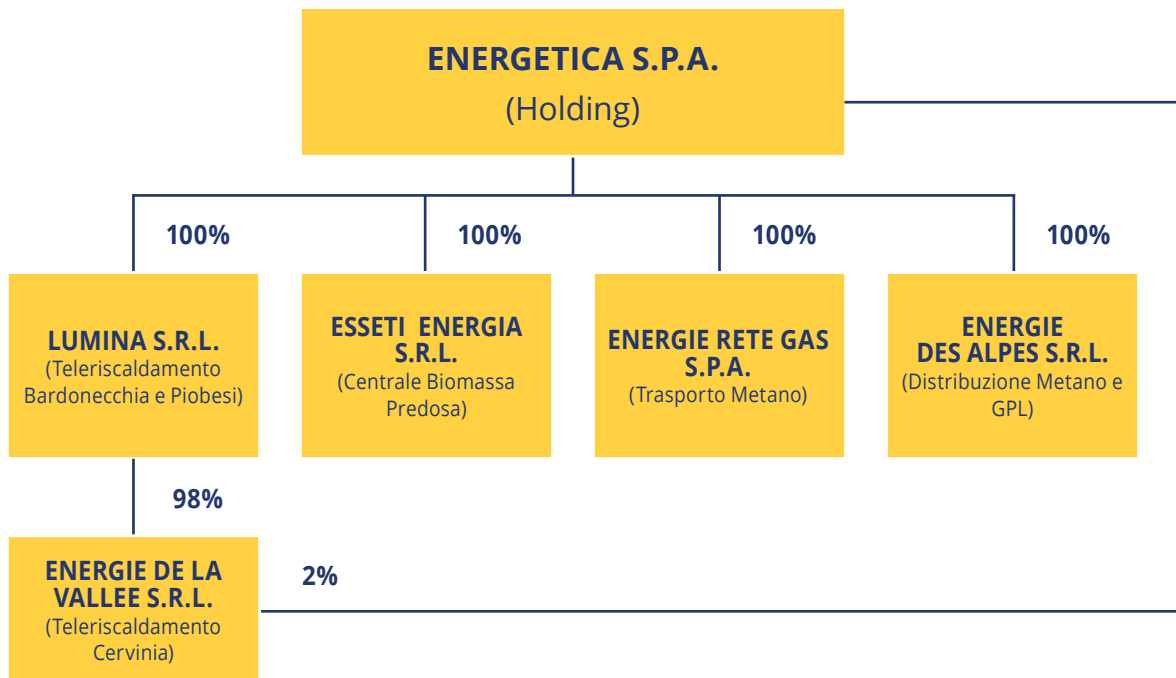 ENERGETICA S.P.A.
(Holding)
100%
100%
100%
100%
LUMINA S.R.L.
(Teleriscaldamento
Bardonecchia e Piobesi)
ESSETI ENERGIA
S.R.L.
(Centrale Biomassa
Predosa)
ENERGIE RETE GAS
S.P.A.
(Trasporto Metano)
ENERGIE
DES ALPES S.R.L.
(Distribuzione Metano e
GPL)
98%
ENERGIE DE LA
VALLEE S.R.L.
(Teleriscaldamento
Cervinia)
2%